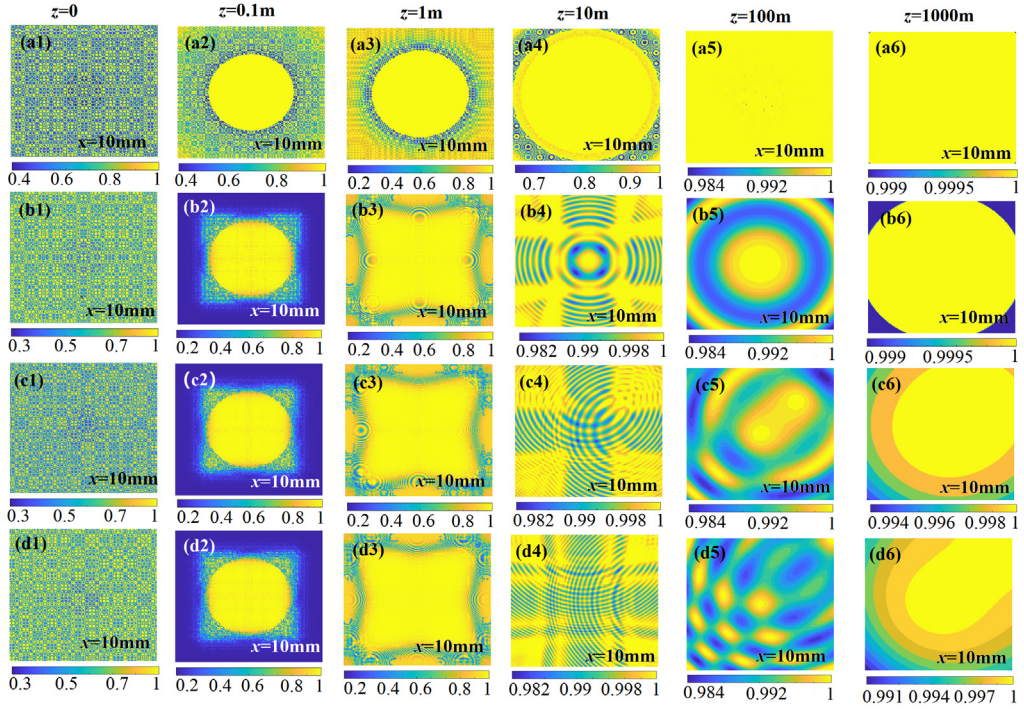 z=0 z=0.1m z=1m z=10m z=100m z=1000m
(a1) (a2) (a3) (a4) (a5) (a6)
x=10mm x=10mm x=10mm x=10mm x=10mm x=10mm
0.4 0.6 0.8 1 0.4 0.6 0.8 1 0.2 0.4 0.6 0.8 1 0.7 0.8 0.9 0.984 0.992 1 0.999 0.9995 1
(b1) (b2) (b3) (b4) (b5) (b6)
x=10mm x=10mm x=10mm x=10mm x=10mm x=10mm
0.3 0.5 0.7 1 0.2 0.4 0.6 0.8 1 0.2 0.4 0.6 0.8 1 0.982 0.99 0.998 1 0.984 0.992 1 0.999 0.9995 1
(c1) (c2) (c3) (c4) (c5) (c6)
x=10mm x=10mm x=10mm x=10mm x=10mm x=10mm
0.3 0.5 0.7 1 0.2 0.4 0.6 0.8 1 0.2 0.4 0.6 0.8 1 0.982 0.99 0.998 1 0.984 0.992 1 0.994 0.996 0.998 1
(d1) (d2) (d3) (d4) (d5) (d6)
x=10mm x=10mm x=10mm x=10mm x=10mm x=10mm
0.3 0.5 0.7 1 0.2 0.4 0.6 0.8 1 0.2 0.4 0.6 0.8 1 0.982 0.99 0.998 1 0.984 0.992 1 0.991 0.994 0.997 1